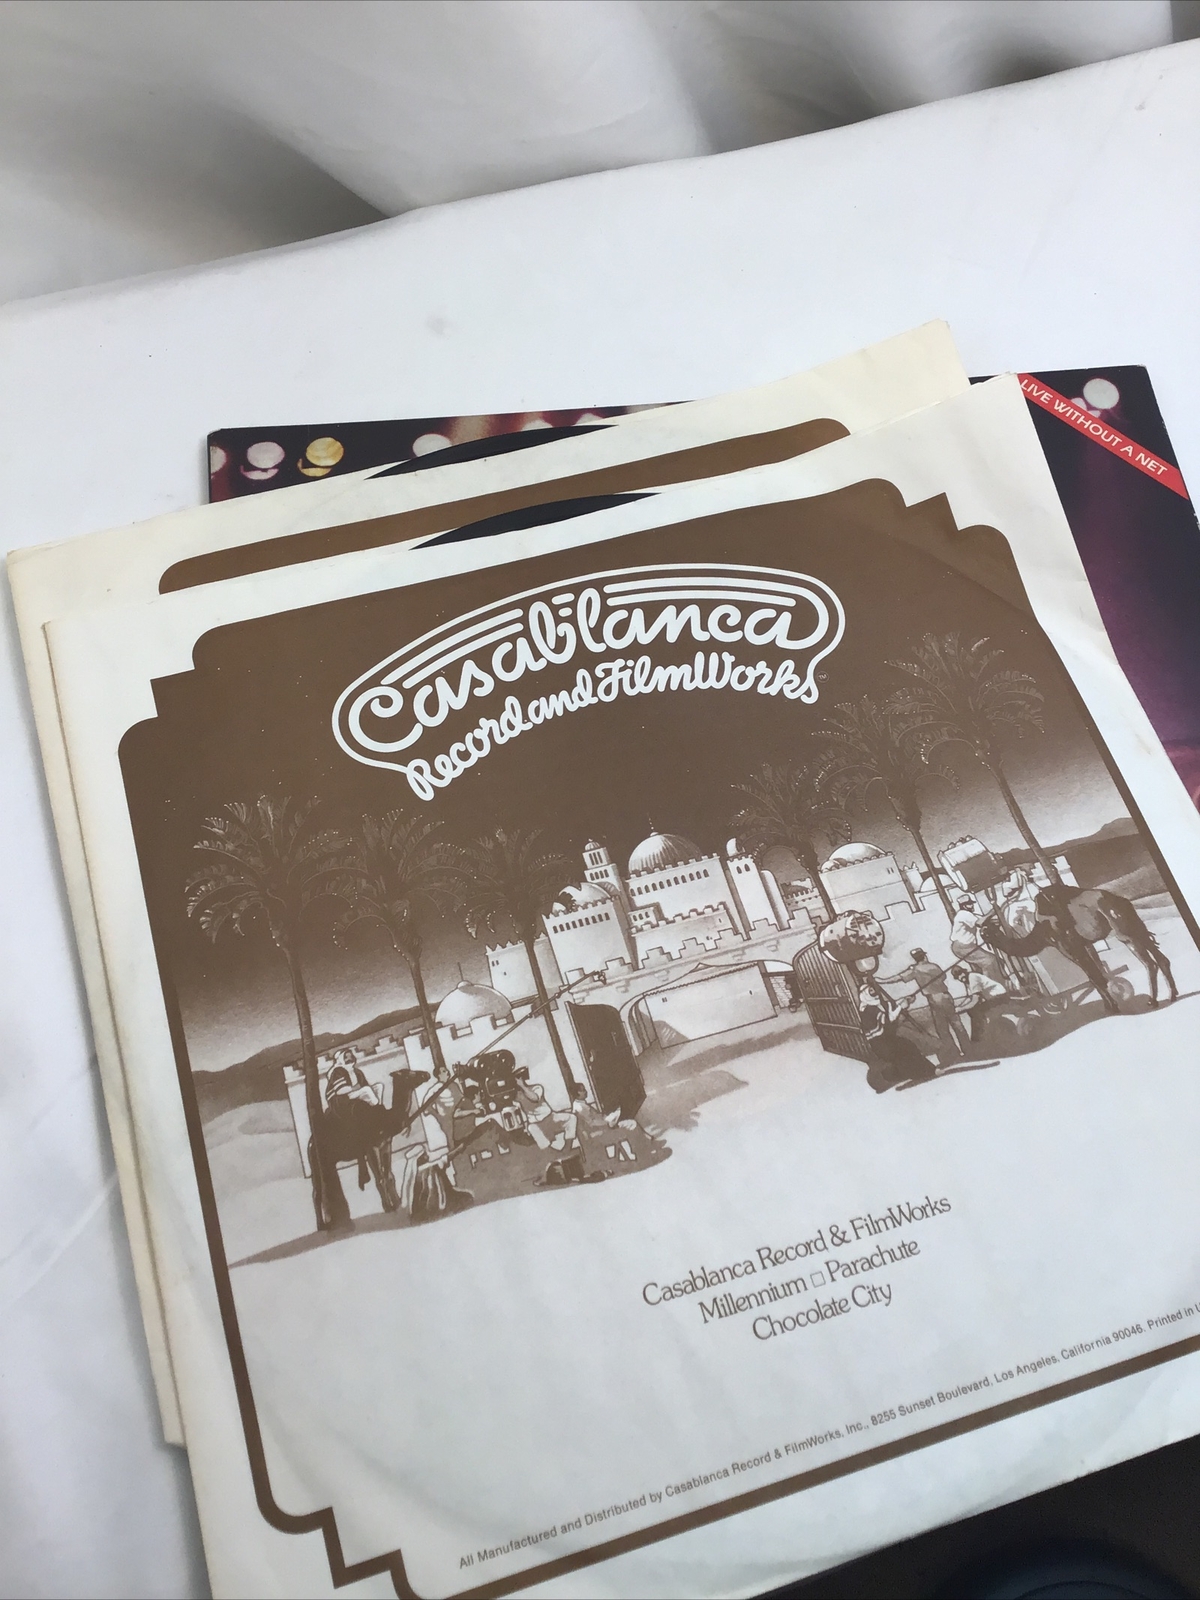 LIVE WITHOUT A NET
Casablanca
Record and FilmWorks
TM
Casablanca Record & FilmWorks
Millennium □ Parachute
Chocolate City
All Manufactured and Distributed by Casablanca Record & FilmWorks, Inc., 8255 Sunset Boulevard, Los Angeles, California 90046. Printed in U